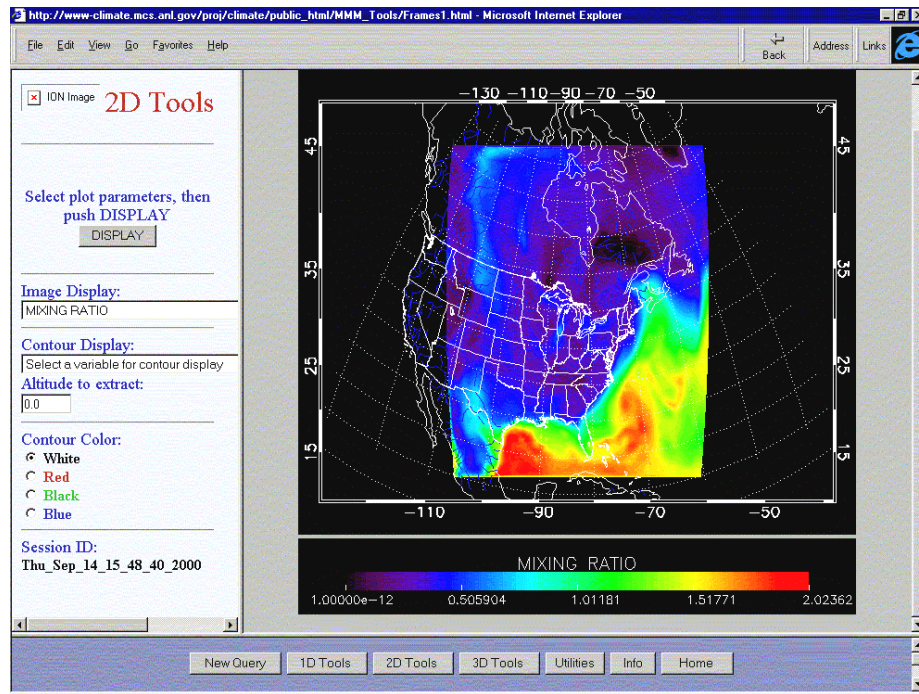 http://www-climate.mcs.anl.gov/proj/climate/public_html/MMM_Tools/Frames1.html - Microsoft Internet Explorer
File Edit View Go Favorites Help
Back
Address
Links
ION Image
2D Tools
Select plot parameters, then
push DISPLAY
DISPLAY
Image Display:
MIXING RATIO
Contour Display:
Select a variable for contour display
Altitude to extract:
0.0
Contour Color:
White
Red
Black
Blue
Session ID:
Thu_Sep_14_15_48_40_2000
-130 -110 -90 -70 -50
45 45
35 35
25 25
15 15
-110 -90 -70 -50
MIXING RATIO
1.00000e-12 0.505904 1.01181 1.51771 2.02362
New Query 1D Tools 2D Tools 3D Tools Utilities Info Home